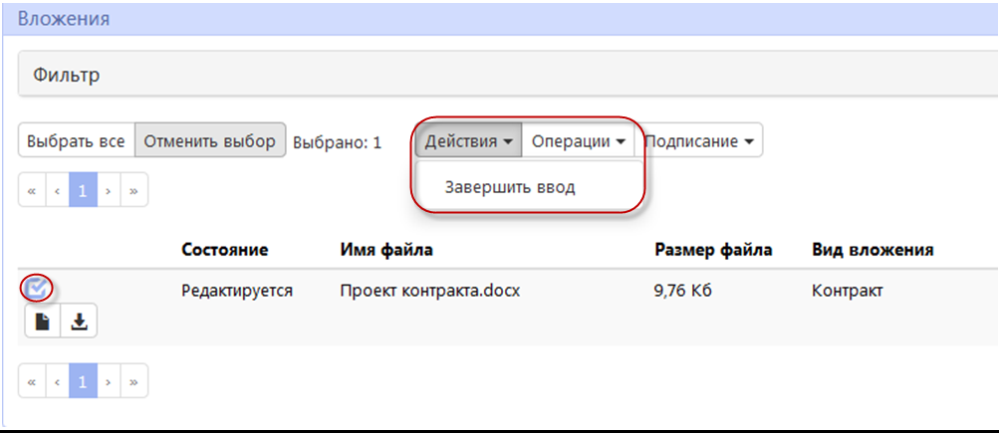 Вложения
Фильтр
Выбрать все Отменить выбор Выбрано: 1 Действия Операции Подписание
Завершить ввод
« ‹ 1 › »
Состояние Имя файла Размер файла Вид вложения
Редактируется Проект контракта.docx 9,76 Кб Контракт
« ‹ 1 › »